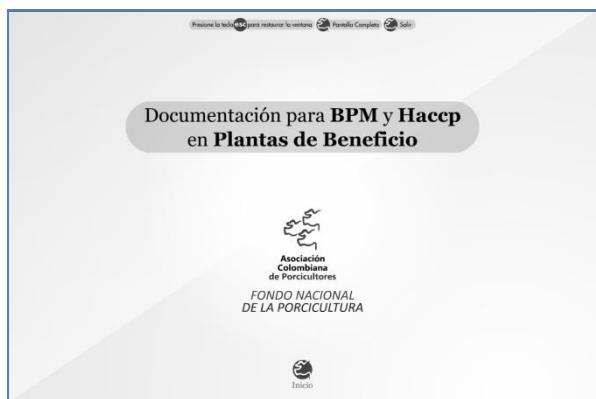 Presione la tecla esc para restaurar la ventana Pantalla Completa Salir
Documentación para BPM y Haccp
en Plantas de Beneficio
Asociación
Colombiana
de Porcicultores
FONDO NACIONAL
DE LA PORCICULTURA
Inicio